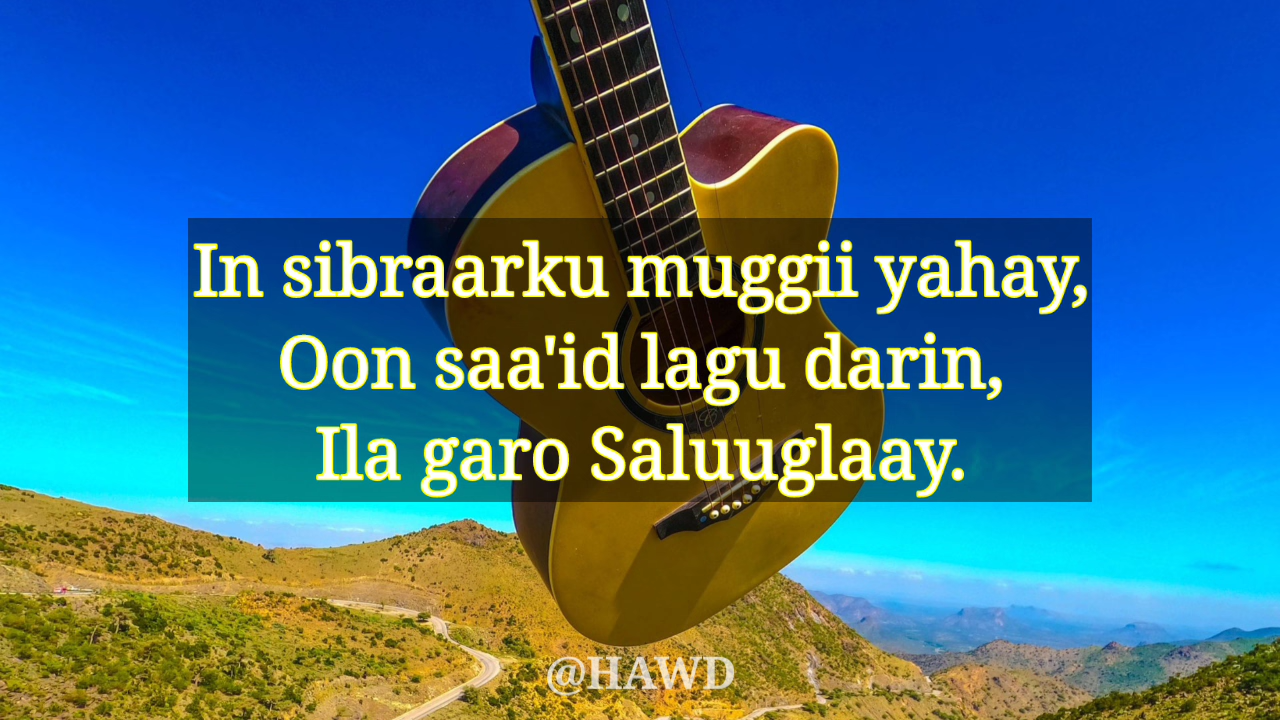 In sibraarku muggii yahay,
Oon saa'id lagu darin,
Ila garo Saluuglaay.
@HAWD